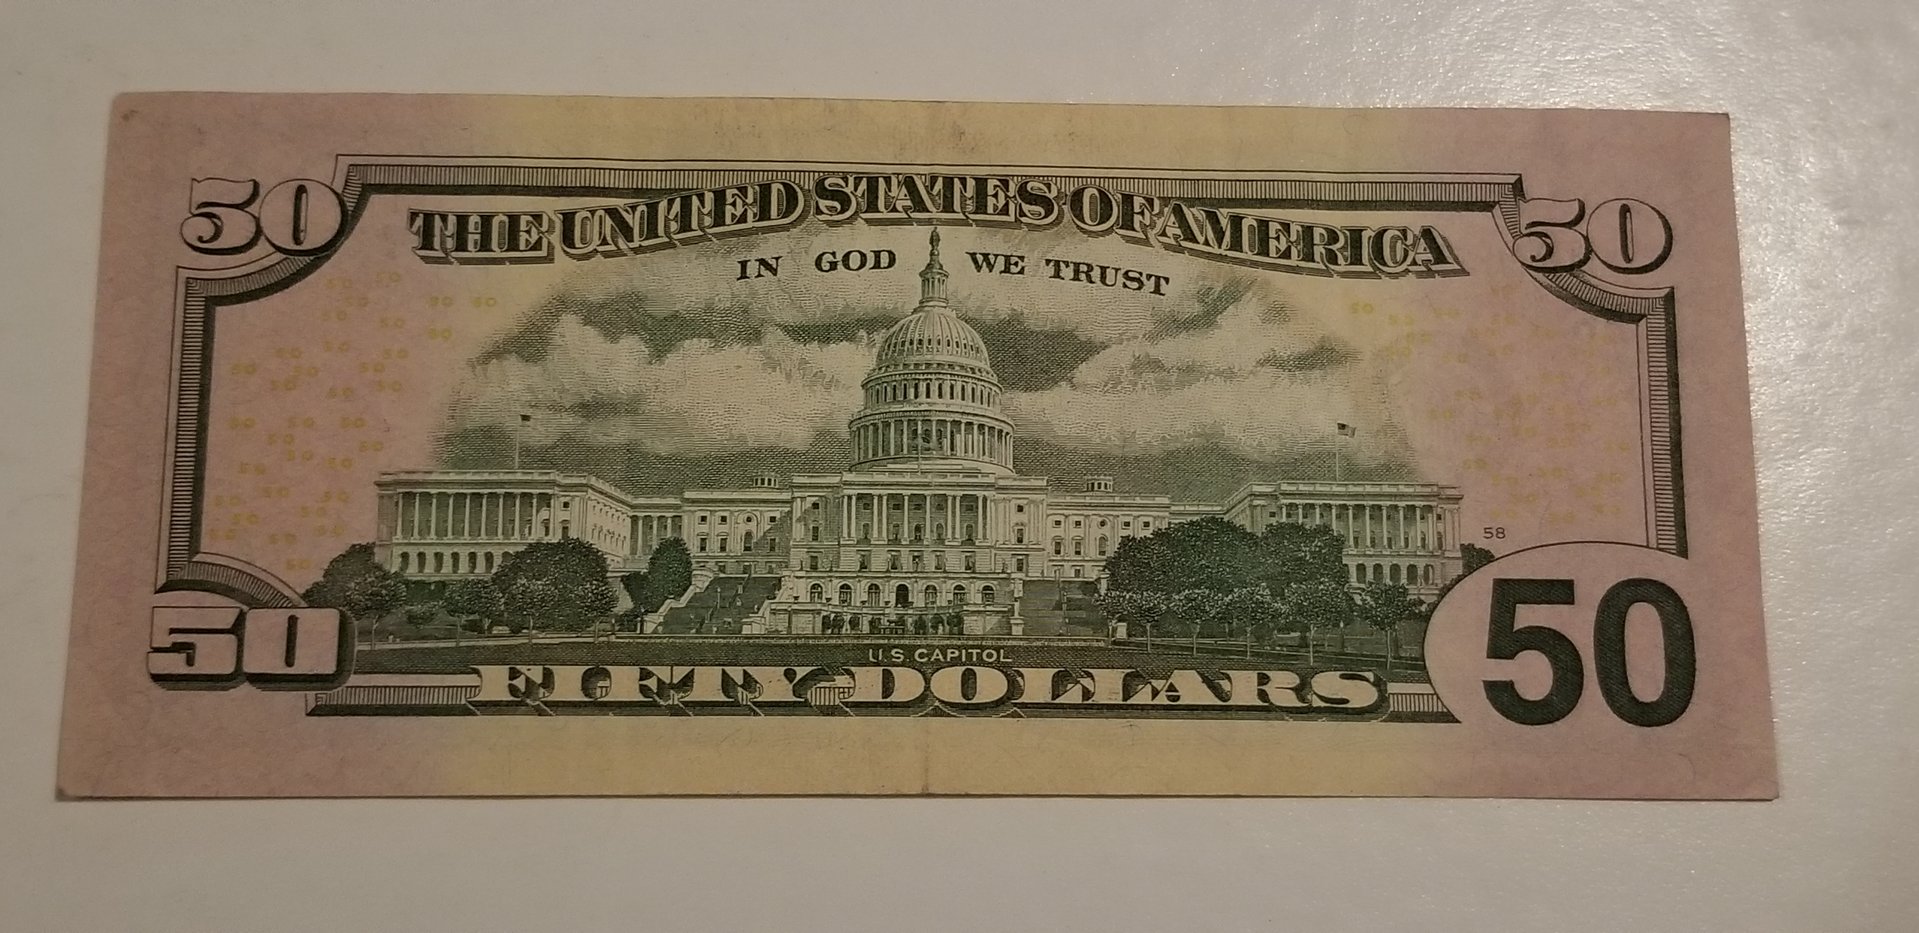 50 THE UNITED STATES OF AMERICA 50
IN GOD WE TRUST
58
50 U.S. CAPITOL 50
FIFTY DOLLARS